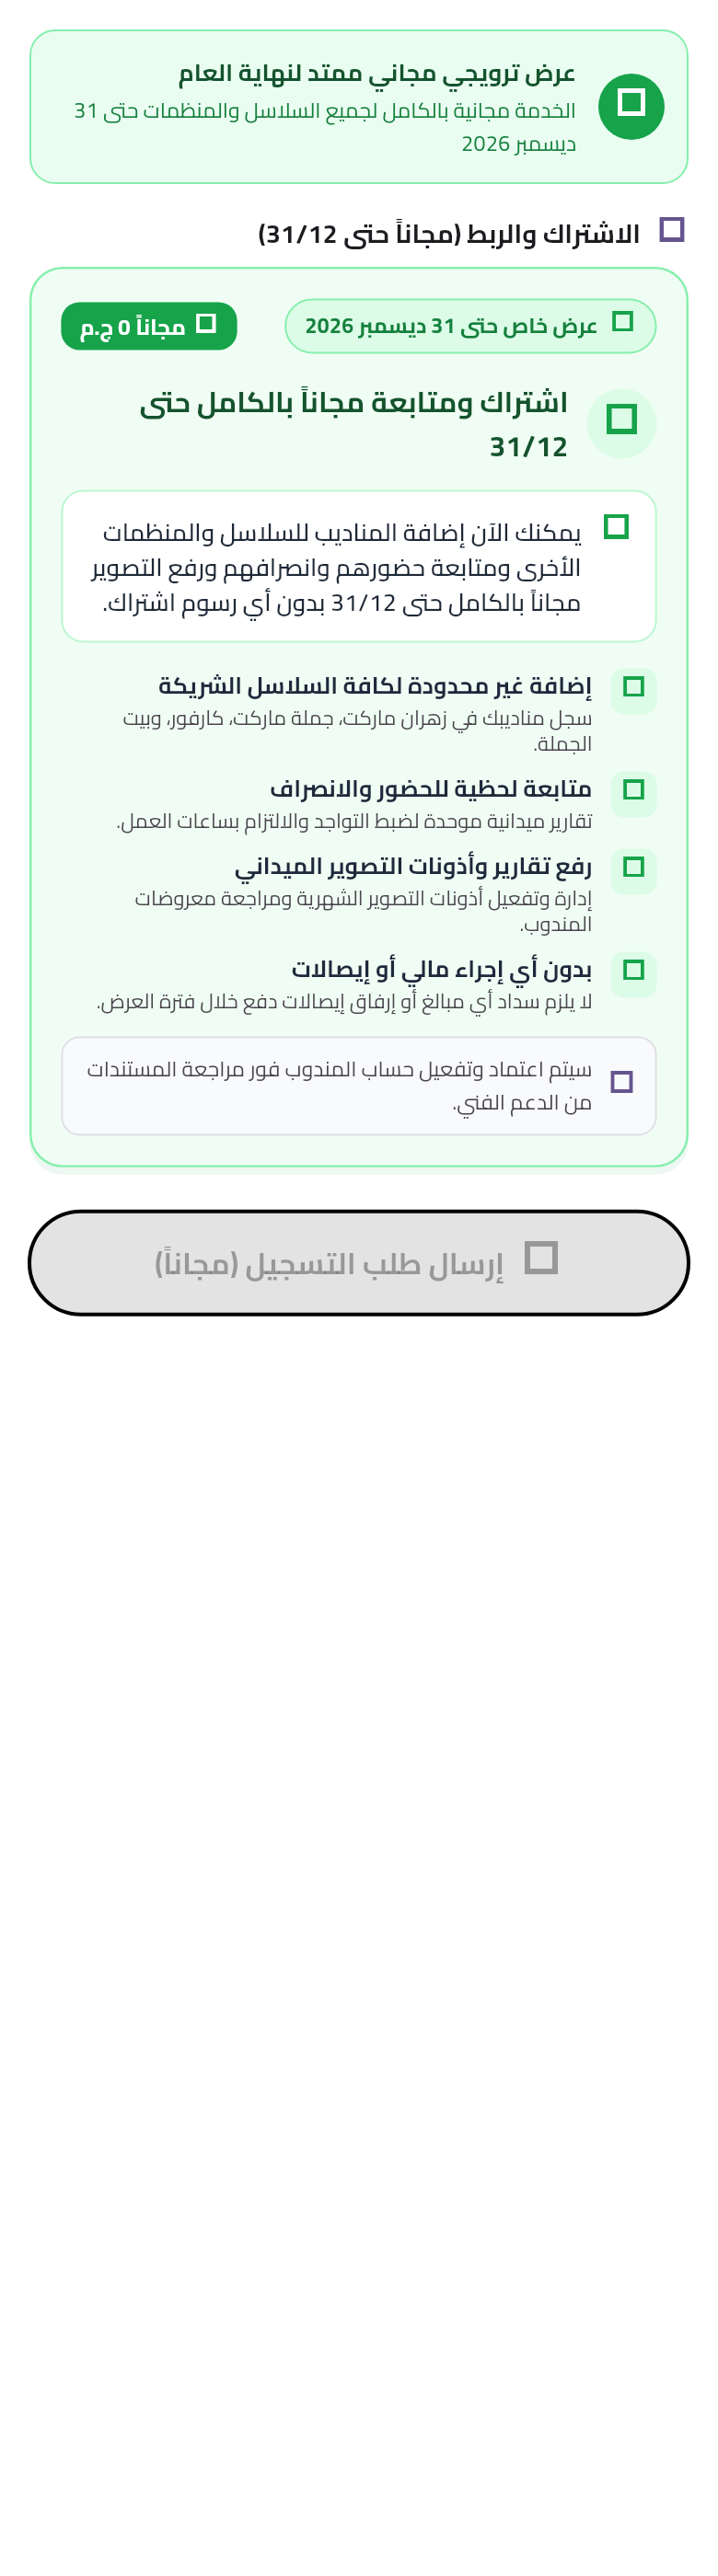 عرض ترويجي مجاني ممتد لنهاية العام
الخدمة مجانية بالكامل لجميع السلاسل والمنظمات حتى 31
ديسمبر 2026
الاشتراك والربط (مجاناً حتى 31/12)
عرض خاص حتى 31 ديسمبر 2026
مجاناً 0 ج.م
اشتراك ومتابعة مجاناً بالكامل حتى
31/12
يمكنك الآن إضافة المناديب للسلاسل والمنظمات
الأخرى ومتابعة حضورهم وانصرافهم ورفع التصوير
مجاناً بالكامل حتى 31/12 بدون أي رسوم اشتراك.
إضافة غير محدودة لكافة السلاسل الشريكة
سجل مناديبك في زهران ماركت، جملة ماركت، كارفور، وبيت
الجملة.
متابعة لحظية للحضور والانصراف
تقارير ميدانية موحدة لضبط التواجد والالتزام بساعات العمل.
رفع تقارير وأذونات التصوير الميداني
إدارة وتفعيل أذونات التصوير الشهرية ومراجعة معروضات
المندوب.
بدون أي إجراء مالي أو إيصالات
لا يلزم سداد أي مبالغ أو إرفاق إيصالات دفع خلال فترة العرض.
سيتم اعتماد وتفعيل حساب المندوب فور مراجعة المستندات
من الدعم الفني.
إرسال طلب التسجيل (مجاناً)